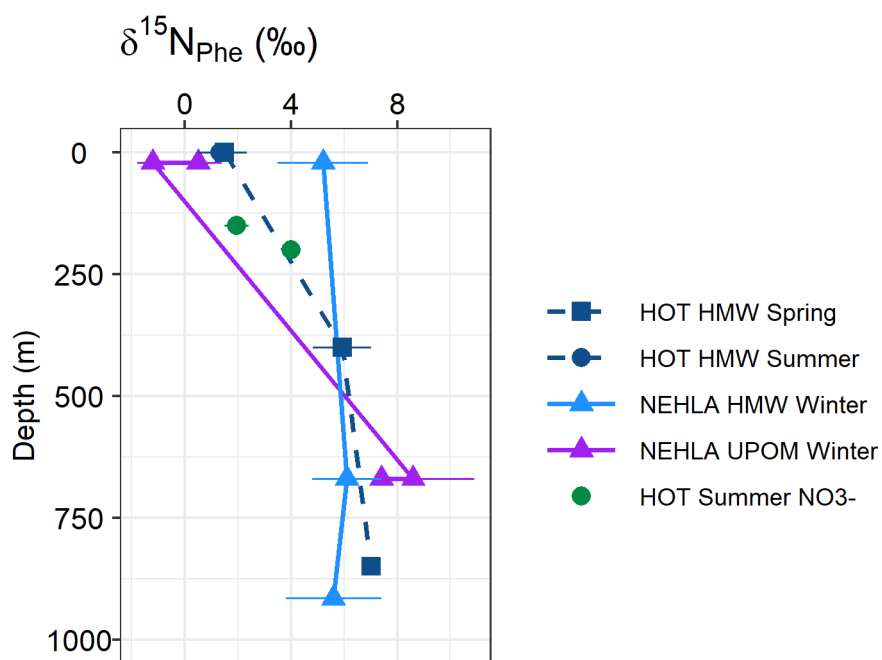 δ15NPhe (‰)
0 4 8
0
250
500
750
1000
Depth (m)
HOT HMW Spring
HOT HMW Summer
NEHLA HMW Winter
NEHLA UPOM Winter
HOT Summer NO3-